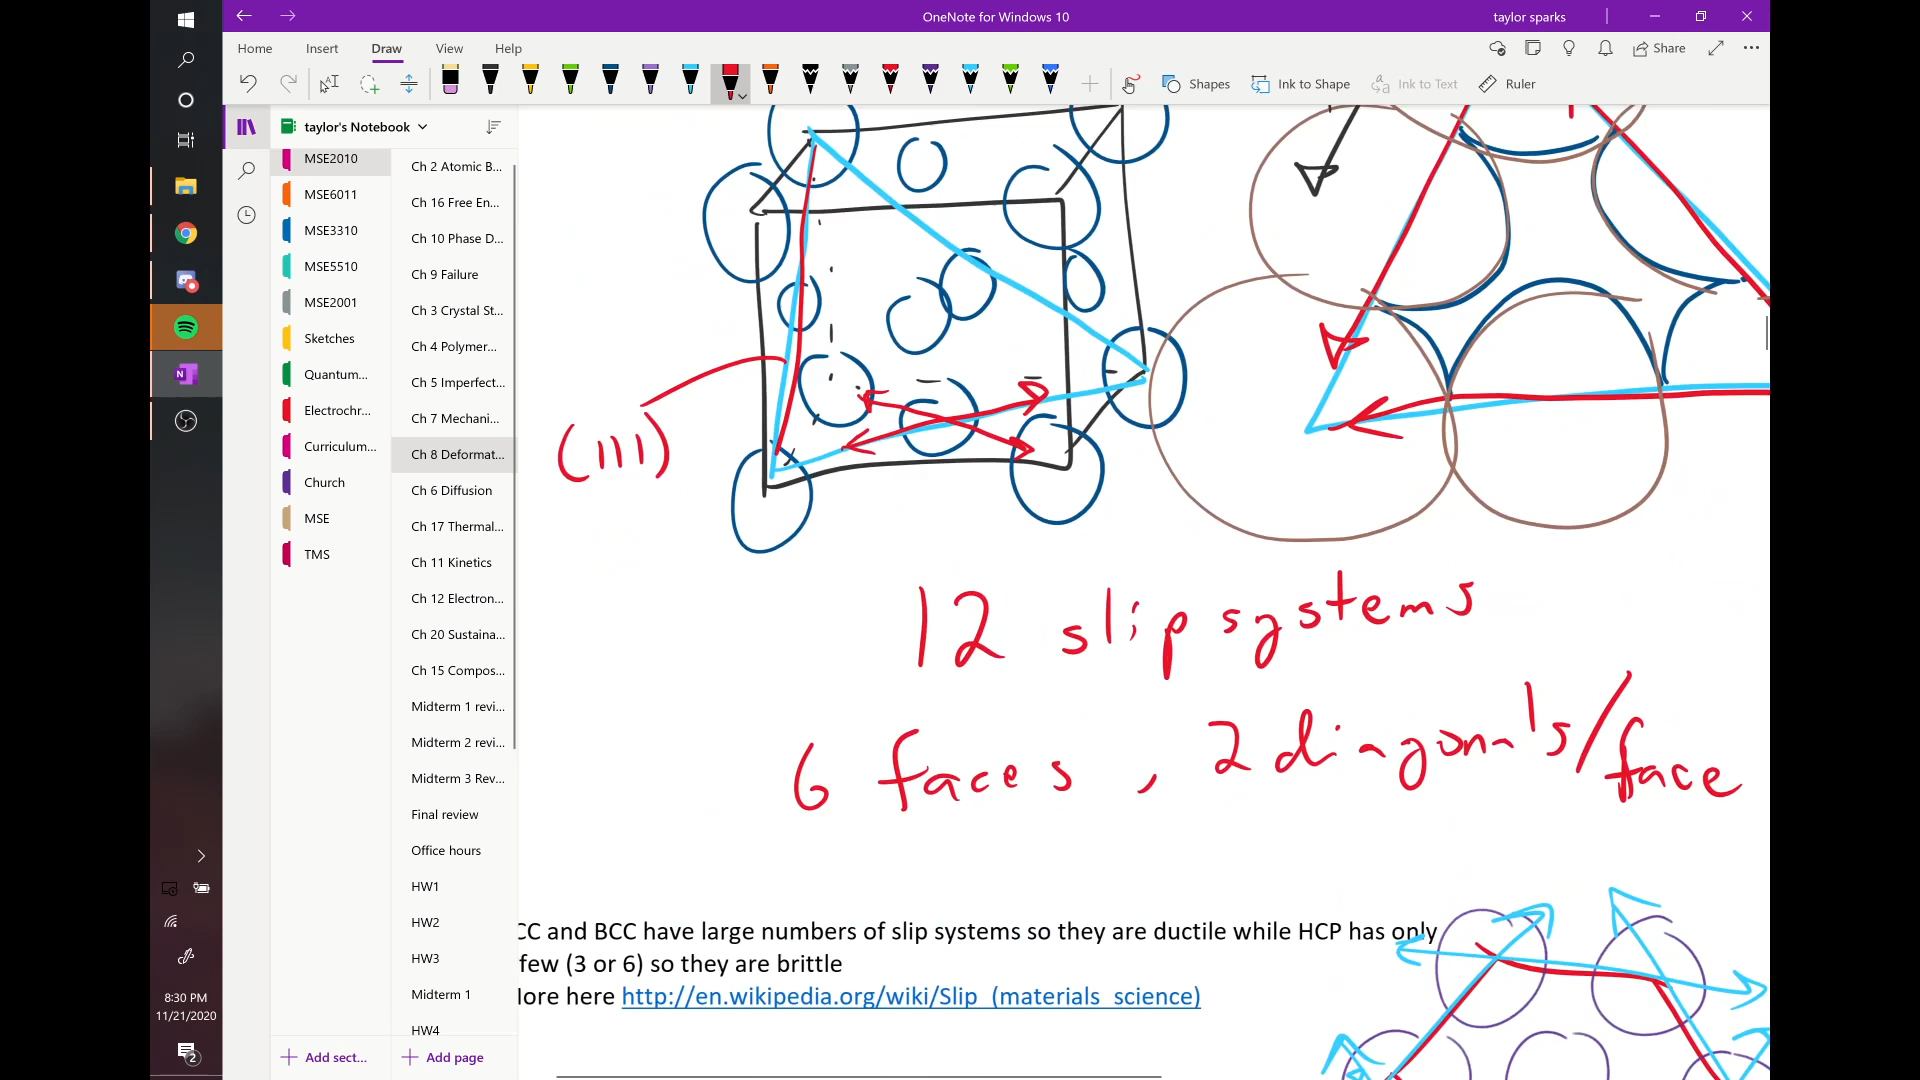 OneNote for Windows 10
taylor sparks
Home
Insert
Draw
View
Help
Share
Shapes
Ink to Shape
Ink to Text
Ruler
taylor's Notebook
MSE2010
MSE6011
MSE3310
MSE5510
MSE2001
Sketches
Quantum...
Electrochr...
Curriculum...
Church
MSE
TMS
Add sect...
Ch 2 Atomic B...
Ch 16 Free En...
Ch 10 Phase D...
Ch 9 Failure
Ch 3 Crystal St...
Ch 4 Polymer...
Ch 5 Imperfect...
Ch 7 Mechani...
Ch 8 Deformat...
Ch 6 Diffusion
Ch 17 Thermal...
Ch 11 Kinetics
Ch 12 Electron...
Ch 20 Sustaina...
Ch 15 Compos...
Midterm 1 revi...
Midterm 2 revi...
Midterm 3 Rev...
Final review
Office hours
HW1
HW2
HW3
Midterm 1
HW4
Add page
(111)
12 slip systems
6 faces, 2 diagonals/face
CC and BCC have large numbers of slip systems so they are ductile while HCP has only
few (3 or 6) so they are brittle
lore here http://en.wikipedia.org/wiki/Slip_(materials_science)
8:30 PM
11/21/2020
2